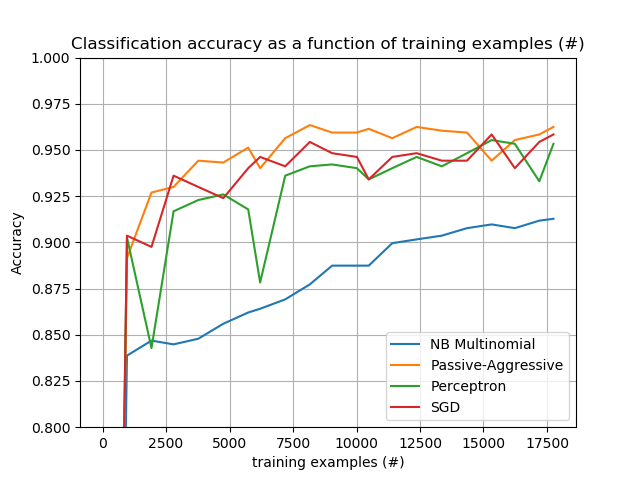 Classification accuracy as a function of training examples (#)
1.000
0.975
0.950
0.925
0.900
0.875
0.850
0.825
0.800
Accuracy
NB Multinomial
Passive-Aggressive
Perceptron
SGD
0 2500 5000 7500 10000 12500 15000 17500
training examples (#)